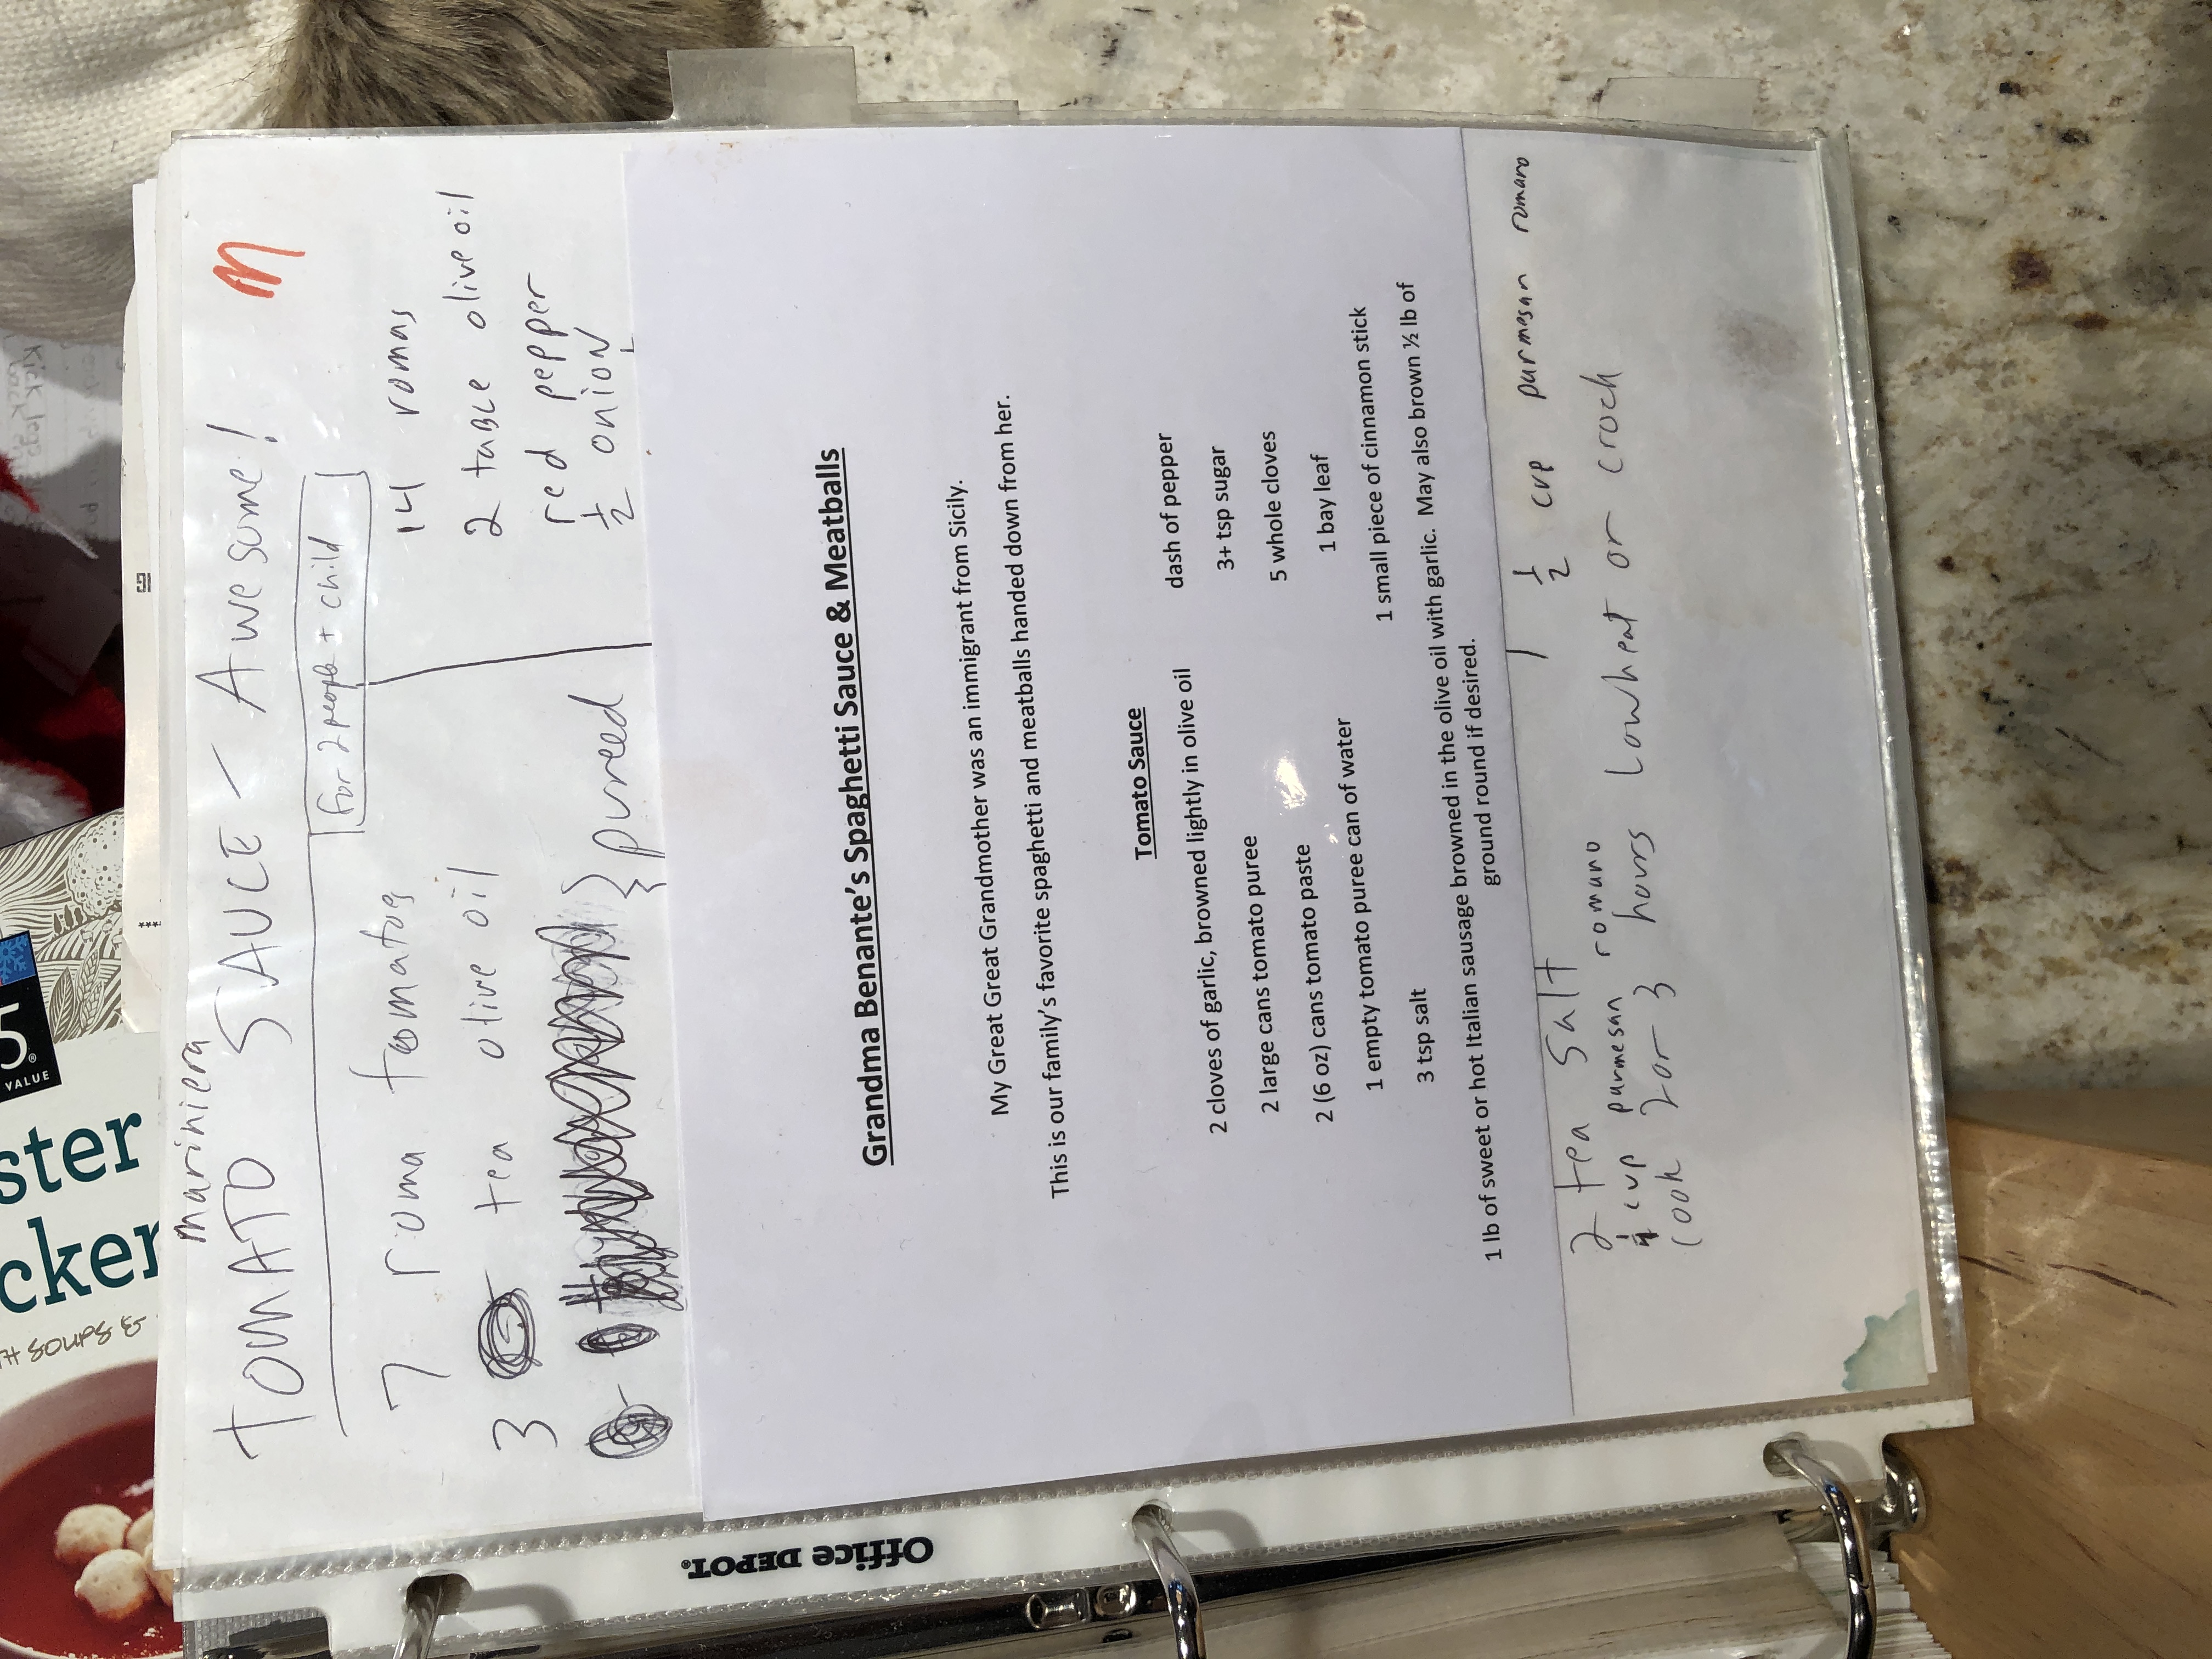 mariniera
TOMATO SAUCE - Awesome!
M
for 2 people + child
7 roma tomatos
14 romas
3 tea olive oil
2 table olive oil
red pepper
pureed
1/2 onion
Grandma Benante's Spaghetti Sauce & Meatballs
My Great Great Grandmother was an immigrant from Sicily.
This is our family's favorite spaghetti and meatballs handed down from her.
Tomato Sauce
2 cloves of garlic, browned lightly in olive oil
dash of pepper
2 large cans tomato puree
3+ tsp sugar
2 (6 oz) cans tomato paste
5 whole cloves
1 empty tomato puree can of water
1 bay leaf
3 tsp salt
1 small piece of cinnamon stick
1 lb of sweet or hot Italian sausage browned in the olive oil with garlic. May also brown ½ lb of
ground round if desired.
2 tea salt
1/2 cup parmesan romano
1/4 cup parmesan romano
cook 2 or 3 hours Lowheat or crock
Office DEPOT®
5
VALUE
ster
cker
SOUPS &